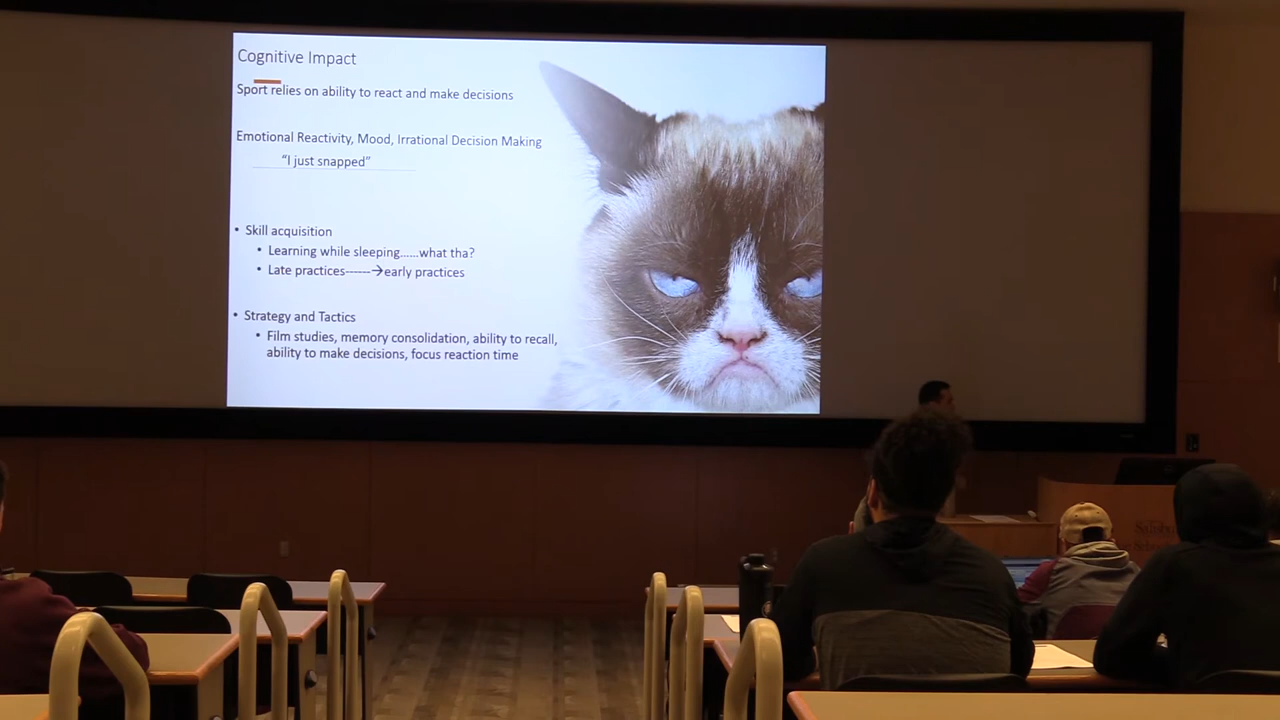 Cognitive Impact
Sport relies on ability to react and make decisions
Emotional Reactivity, Mood, Irrational Decision Making
“I just snapped”
• Skill acquisition
• Learning while sleeping......what tha?
• Late practices------→early practices
• Strategy and Tactics
• Film studies, memory consolidation, ability to recall,
ability to make decisions, focus reaction time